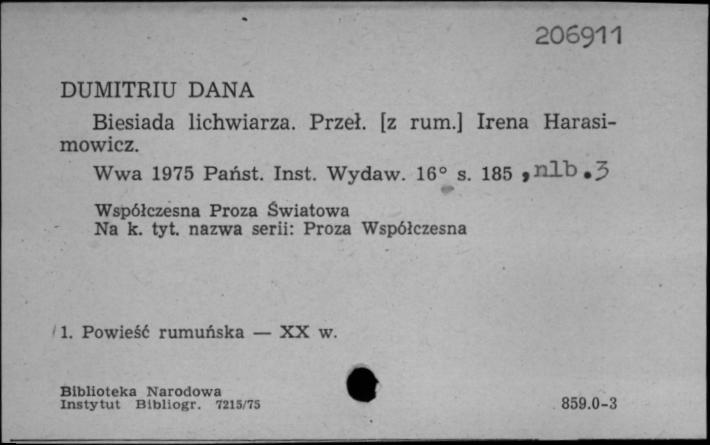 206911
DUMITRIU DANA
Biesiada lichwiarza. Przeł. [z rum.] Irena Harasi-
mowicz.
Wwa 1975 Państ. Inst. Wydaw. 16° s. 185 , nlb . 3
Współczesna Proza Światowa
Na k. tyt. nazwa serii: Proza Współczesna
1. Powieść rumuńska — XX w.
Biblioteka Narodowa
Instytut Bibliogr. 7215/75
859.0-3